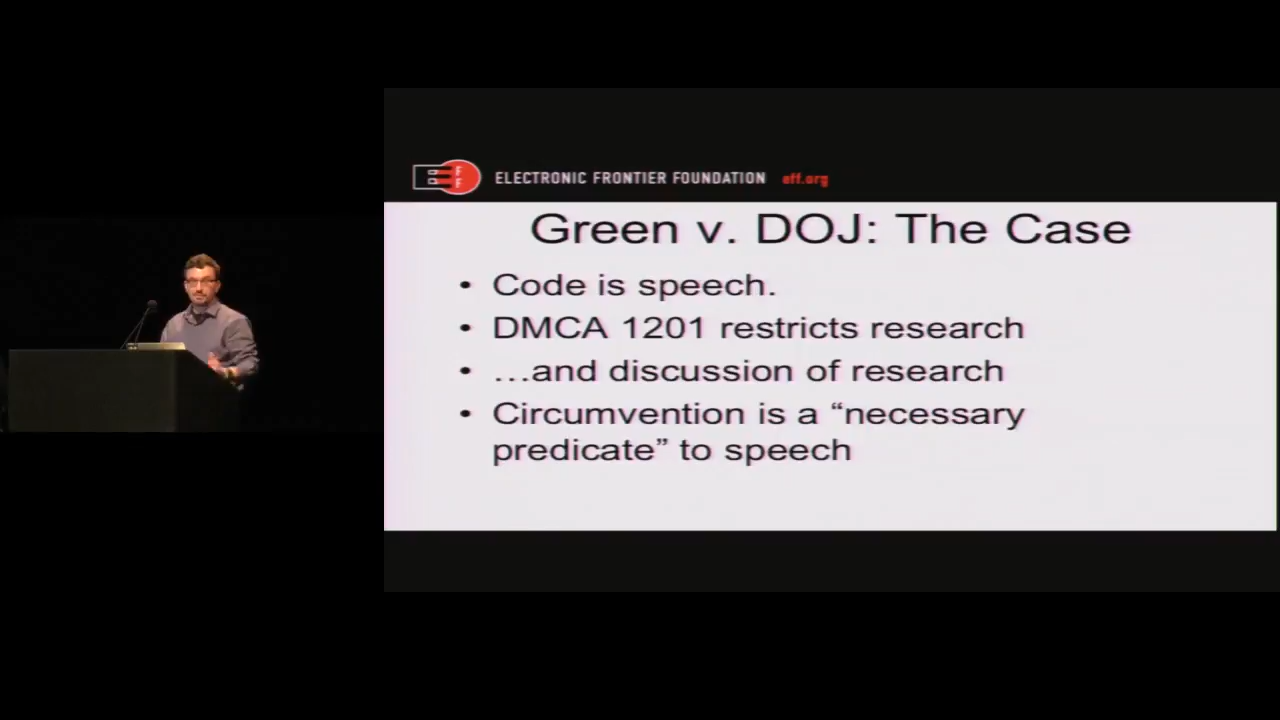 EFF
ELECTRONIC FRONTIER FOUNDATION eff.org
Green v. DOJ: The Case
• Code is speech.
• DMCA 1201 restricts research
• …and discussion of research
• Circumvention is a “necessary
predicate” to speech